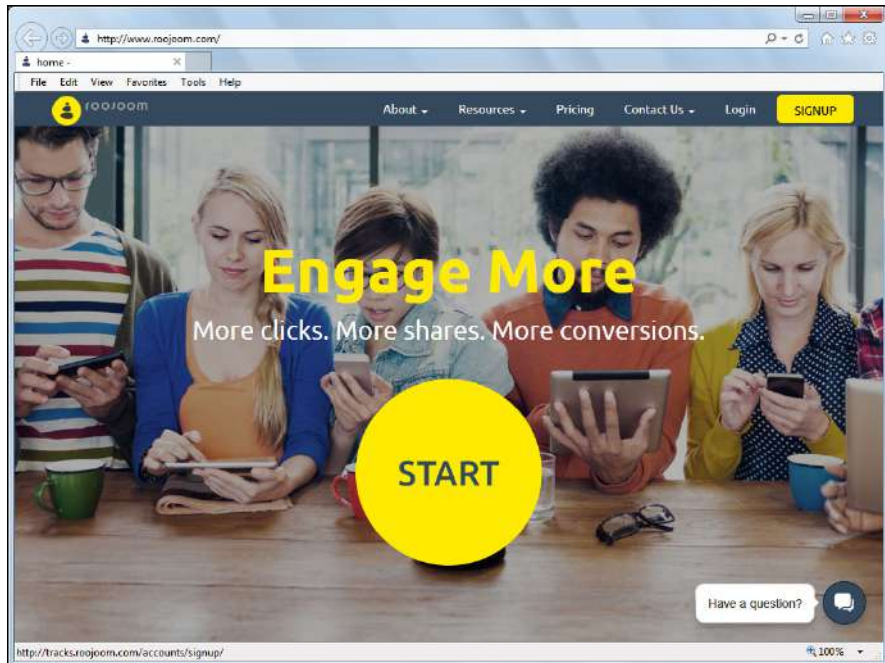 http://www.roojoom.com/
home -
File Edit View Favorites Tools Help
roojoom
About Resources Pricing Contact Us Login SIGNUP
Engage More
More clicks. More shares. More conversions.
START
Have a question?
http://tracks.roojoom.com/accounts/signup/
100%